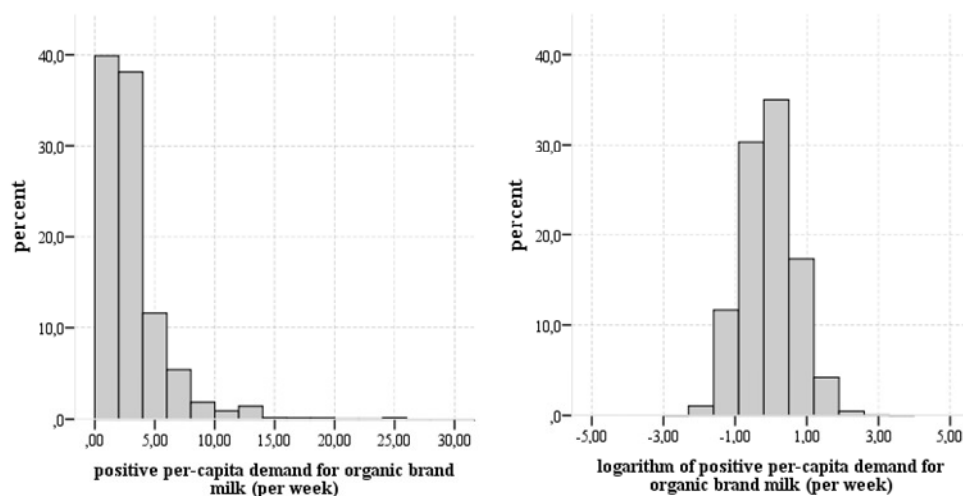 40,0
30,0
20,0
10,0
,0
percent
,00 5,00 10,00 15,00 20,00 25,00 30,00
positive per-capita demand for organic brand
milk (per week)
40,0
30,0
20,0
10,0
,0
percent
-5,00 -3,00 -1,00 1,00 3,00 5,00
logarithm of positive per-capita demand for
organic brand milk (per week)